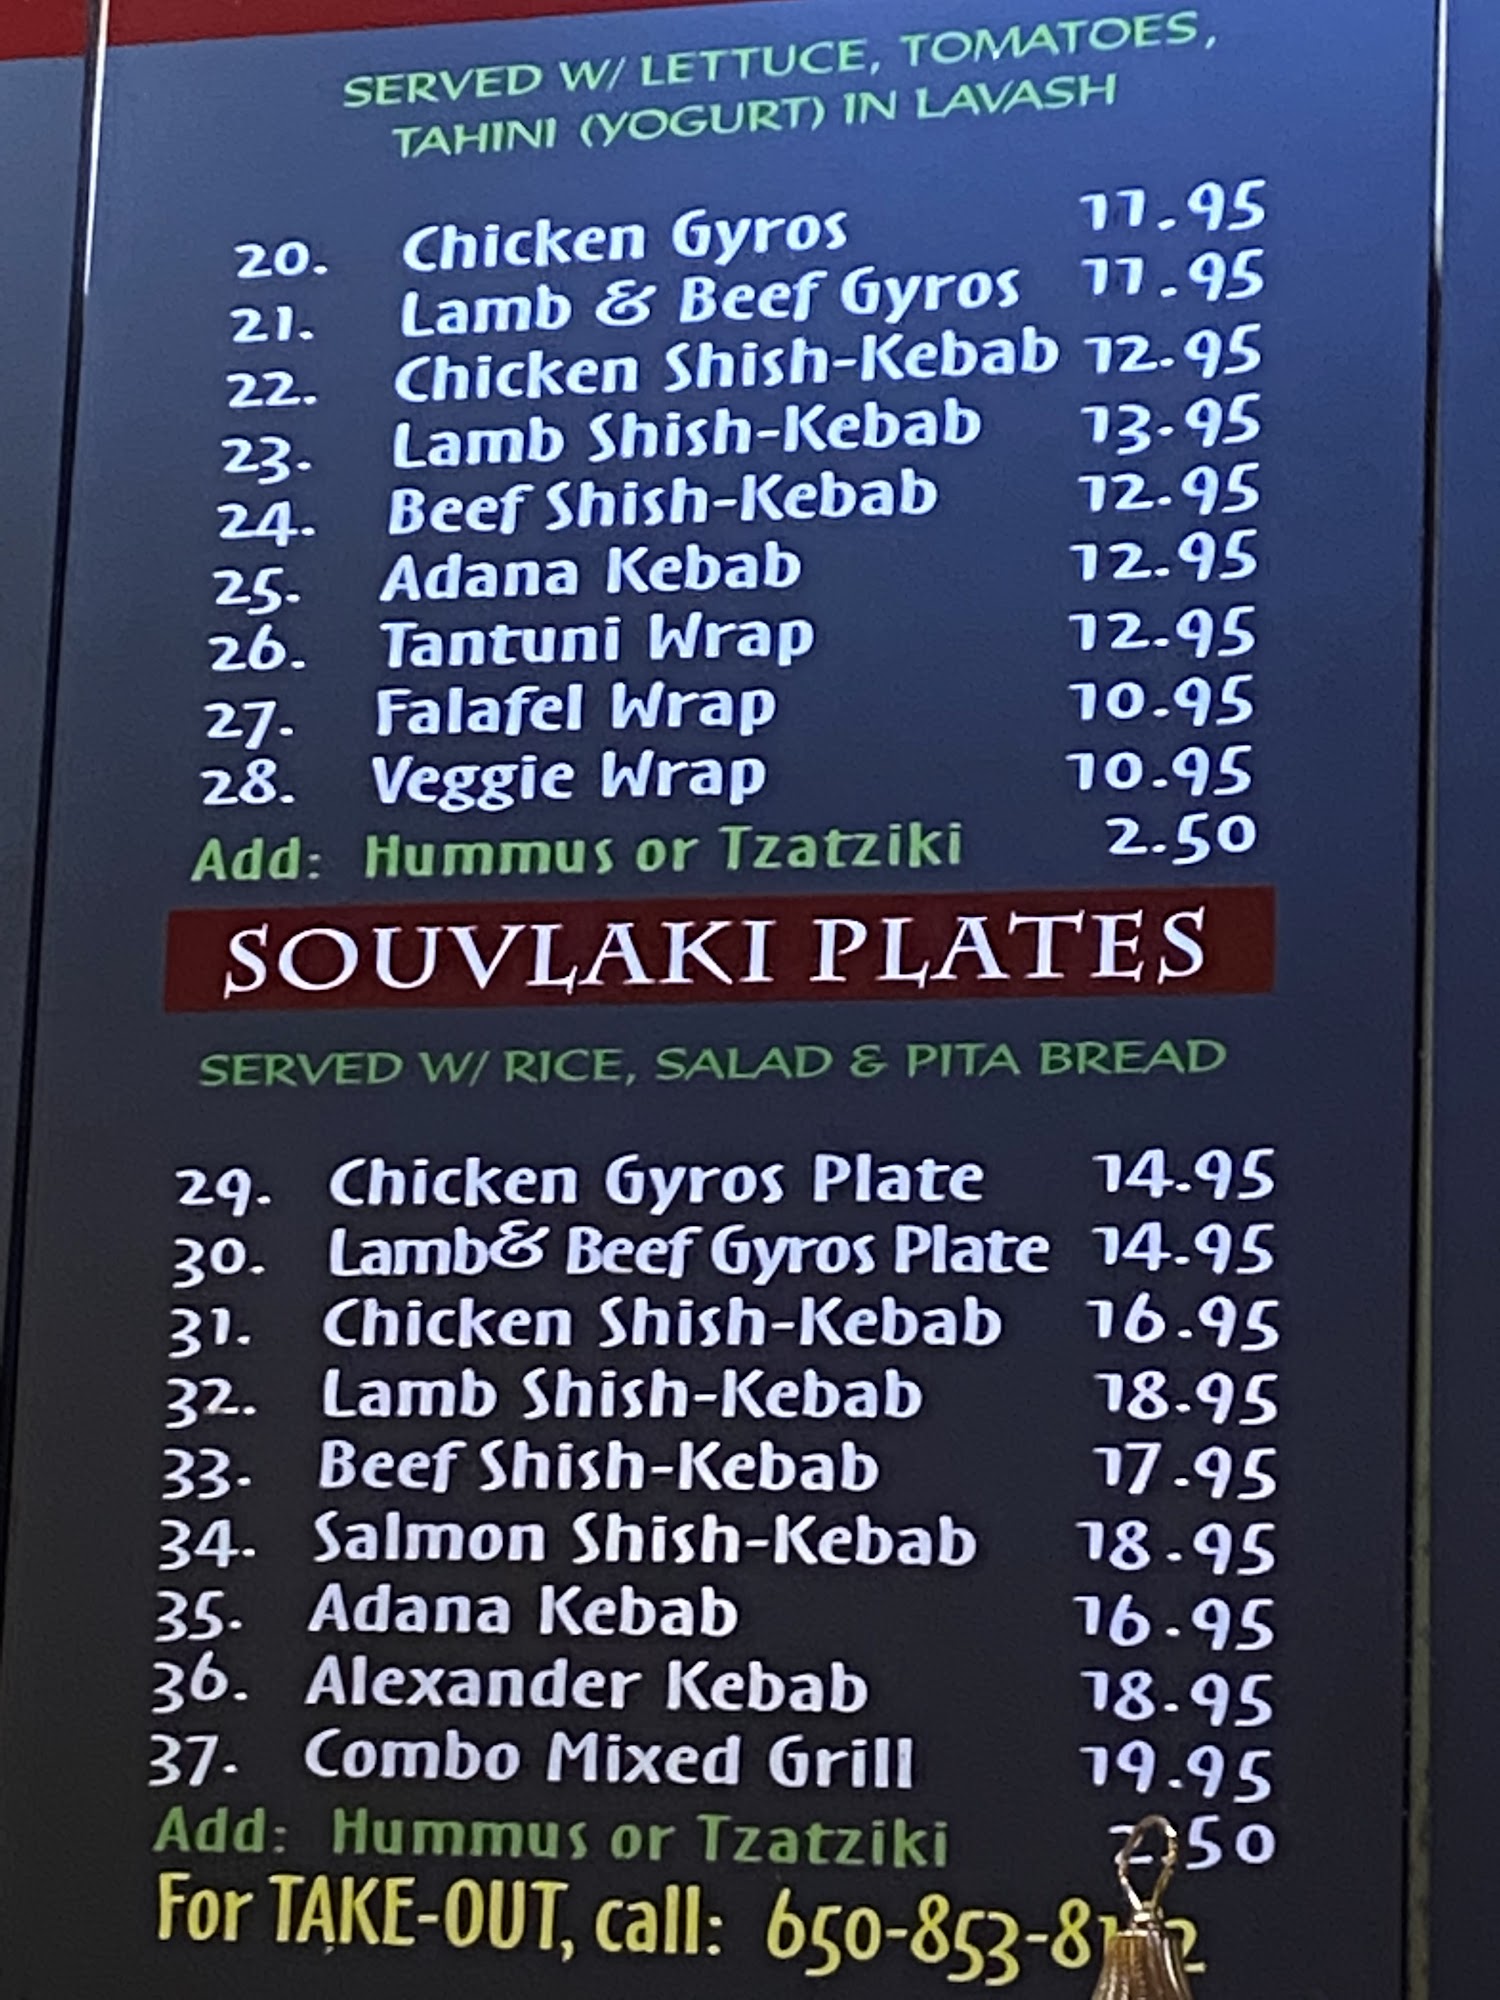 SERVED W/ LETTUCE, TOMATOES,
TAHINI (YOGURT) IN LAVASH
20. Chicken Gyros 11.95
21. Lamb & Beef Gyros 11.95
22. Chicken Shish-Kebab 12.95
23. Lamb Shish-Kebab 13.95
24. Beef Shish-Kebab 12.95
25. Adana Kebab 12.95
26. Tantuni Wrap 12.95
27. Falafel Wrap 10.95
28. Veggie Wrap 10.95
Add: Hummus or Tzatziki 2.50
SOUVLAKI PLATES
SERVED W/ RICE, SALAD & PITA BREAD
29. Chicken Gyros Plate 14.95
30. Lamb& Beef Gyros Plate 14.95
31. Chicken Shish-Kebab 16.95
32. Lamb Shish-Kebab 18.95
33. Beef Shish-Kebab 17.95
34. Salmon Shish-Kebab 18.95
35. Adana Kebab 16.95
36. Alexander Kebab 18.95
37. Combo Mixed Grill 19.95
Add: Hummus or Tzatziki 2.50
For TAKE-OUT, call: